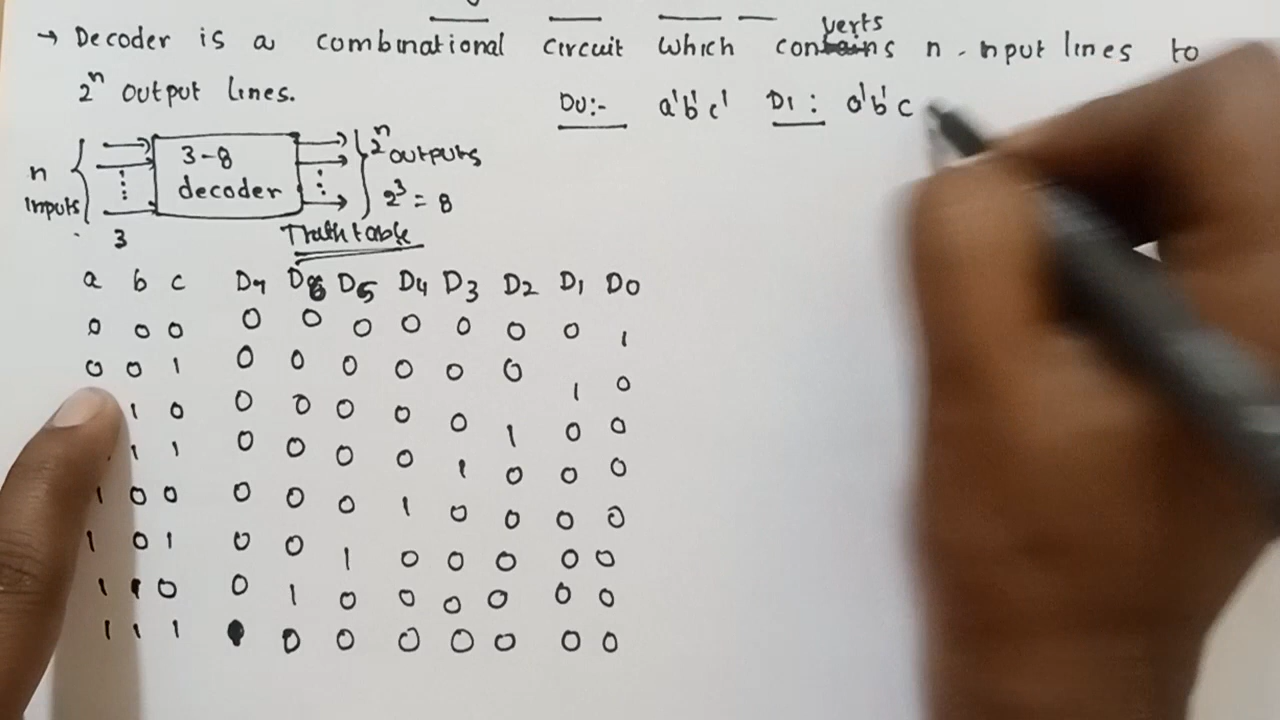 → Decoder is a combinational circuit which converts n - input lines to
2^n output lines.
D0:- a'b'c' D1 : a'b'c
n
inputs
3
3-8
decoder
2^n outputs
2^3 = 8
Truth table
a b c D7 D6 D5 D4 D3 D2 D1 D0
0 0 0 0 0 0 0 0 0 0 1
0 0 1 0 0 0 0 0 0 1 0
1 0 0 0 0 0 0 1 0 0
1 1 0 0 0 0 1 0 0 0
1 0 0 0 0 0 1 0 0 0 0
1 0 1 0 0 1 0 0 0 0 0
1 1 0 0 1 0 0 0 0 0 0
1 1 1 0 0 0 0 0 0 0